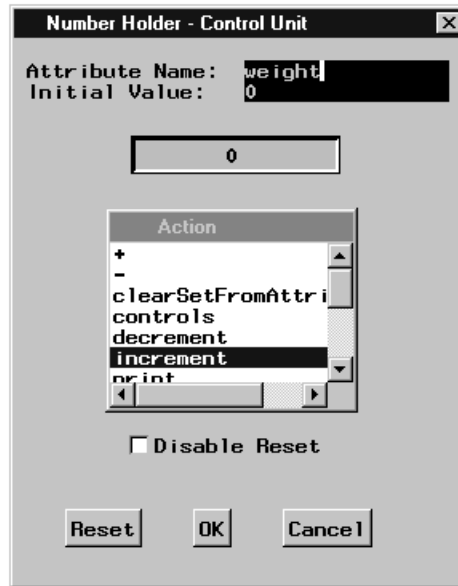 Number Holder - Control Unit
Attribute Name: weight
Initial Value: 0
0
Action
+
-
clearSetFromAttri
controls
decrement
increment
print
Disable Reset
Reset OK Cancel